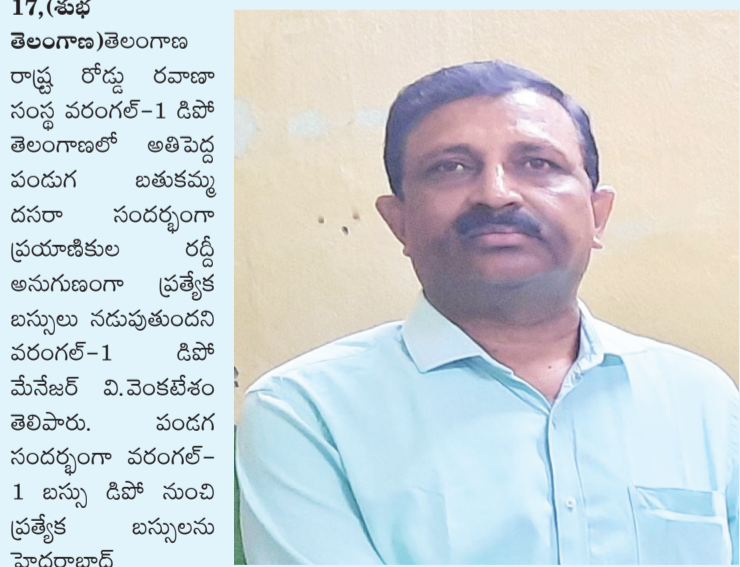 17,(శుభ
తెలంగాణ)తెలంగాణ
రాష్ట్ర రోడ్డు రవాణా
సంస్థ వరంగల్-1 డిపో
తెలంగాణలో అతిపెద్ద
పండుగ బతుకమ్మ
దసరా సందర్భంగా
ప్రయాణికుల రద్దీ
అనుగుణంగా ప్రత్యేక
బస్సులు నడుపుతుందని
వరంగల్-1 డిపో
మేనేజర్ వి.వెంకటేశం
తెలిపారు. పండగ
సందర్భంగా వరంగల్-
1 బస్సు డిపో నుంచి
ప్రత్యేక బస్సులను
హైదరాబాద్